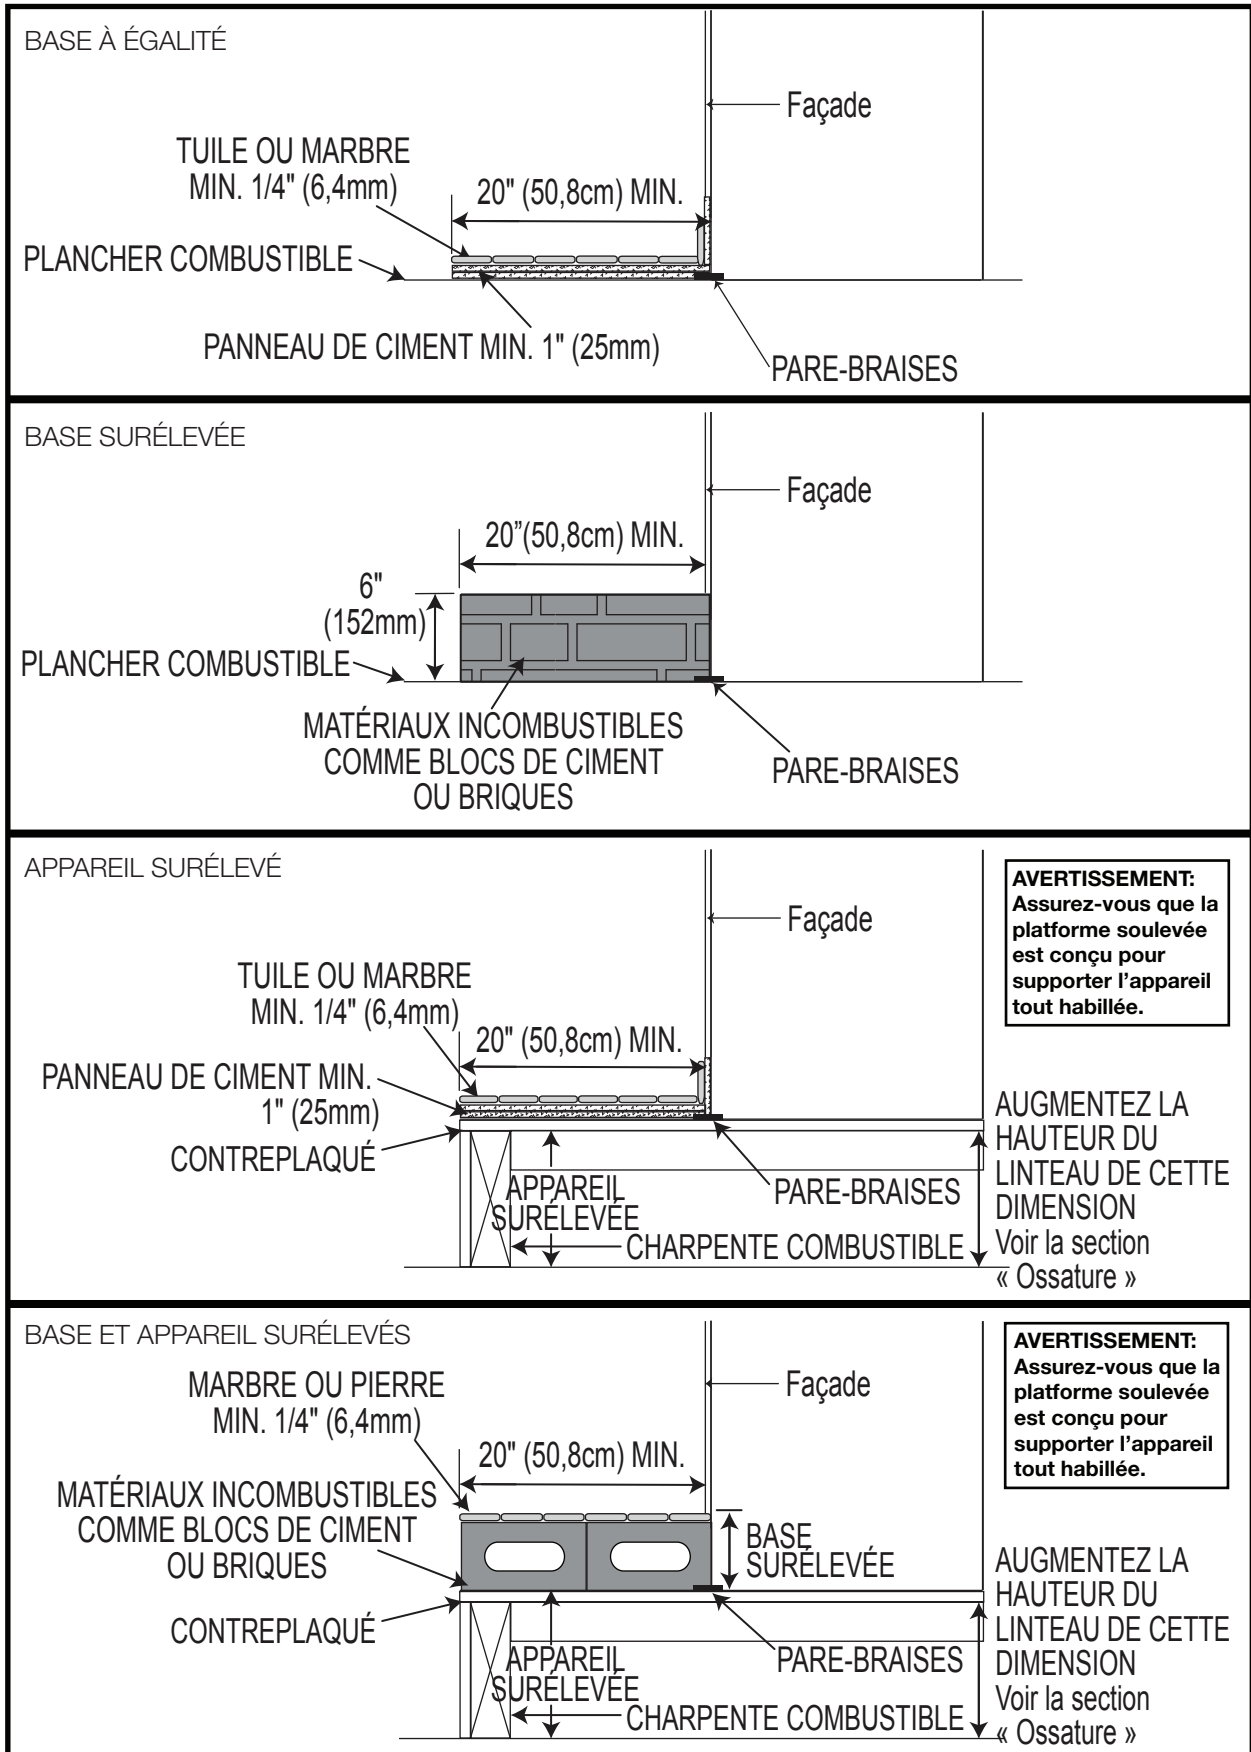 BASE À ÉGALITÉ
Façade
TUILE OU MARBRE
MIN. 1/4" (6,4mm)
20" (50,8cm) MIN.
PLANCHER COMBUSTIBLE
PANNEAU DE CIMENT MIN. 1" (25mm)
PARE-BRAISES
BASE SURÉLEVÉE
Façade
20”(50,8cm) MIN.
6"
(152mm)
PLANCHER COMBUSTIBLE
MATÉRIAUX INCOMBUSTIBLES
COMME BLOCS DE CIMENT
OU BRIQUES
PARE-BRAISES
APPAREIL SURÉLEVÉ
AVERTISSEMENT:
Assurez-vous que la
platforme soulevée
est conçu pour
supporter l’appareil
tout habillée.
Façade
TUILE OU MARBRE
MIN. 1/4" (6,4mm)
20" (50,8cm) MIN.
PANNEAU DE CIMENT MIN.
1" (25mm)
CONTREPLAQUÉ
APPAREIL
SURÉLEVÉE
PARE-BRAISES
CHARPENTE COMBUSTIBLE
AUGMENTEZ LA
HAUTEUR DU
LINTEAU DE CETTE
DIMENSION
Voir la section
« Ossature »
BASE ET APPAREIL SURÉLEVÉS
AVERTISSEMENT:
Assurez-vous que la
platforme soulevée
est conçu pour
supporter l’appareil
tout habillée.
Façade
MARBRE OU PIERRE
MIN. 1/4" (6,4mm)
20" (50,8cm) MIN.
MATÉRIAUX INCOMBUSTIBLES
COMME BLOCS DE CIMENT
OU BRIQUES
BASE
SURÉLEVÉE
CONTREPLAQUÉ
APPAREIL
SURÉLEVÉE
PARE-BRAISES
CHARPENTE COMBUSTIBLE
AUGMENTEZ LA
HAUTEUR DU
LINTEAU DE CETTE
DIMENSION
Voir la section
« Ossature »